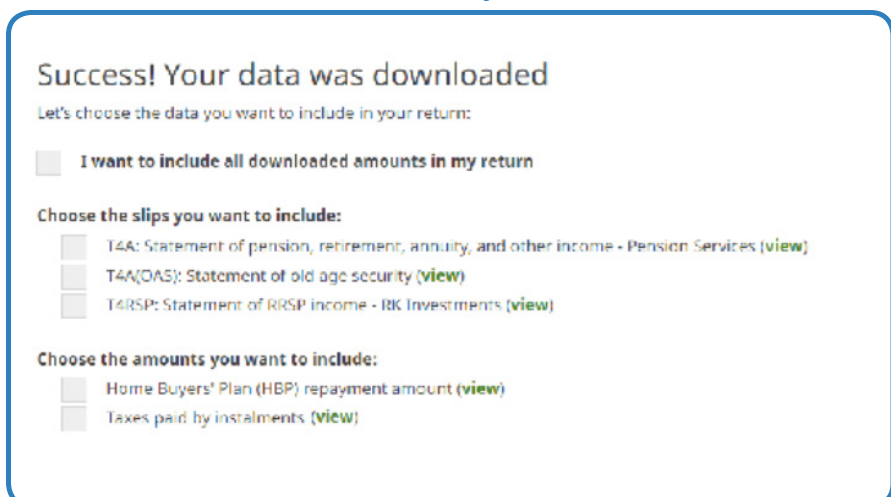 Success! Your data was downloaded
Let's choose the data you want to include in your return:
I want to include all downloaded amounts in my return
Choose the slips you want to include:
T4A: Statement of pension, retirement, annuity, and other income - Pension Services (view)
T4A(OAS): Statement of old age security (view)
T4RSP: Statement of RRSP income - RK Investments (view)
Choose the amounts you want to include:
Home Buyers' Plan (HBP) repayment amount (view)
Taxes paid by instalments (view)